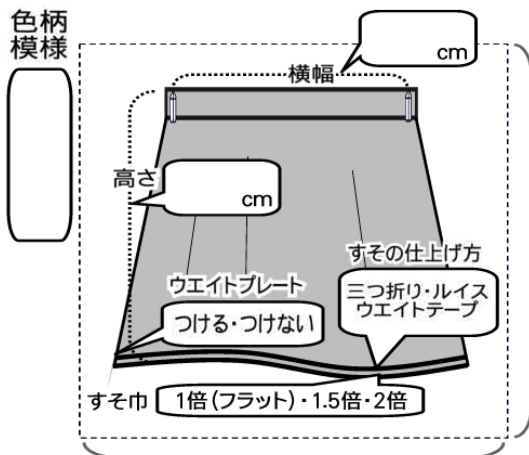 色柄
模様
cm
横幅
高さ
cm
すその仕上げ方
ウエイトプレート
三つ折り・ルイス
ウエイトテープ
つける・つけない
すそ巾
1倍(フラット)・1.5倍・2倍